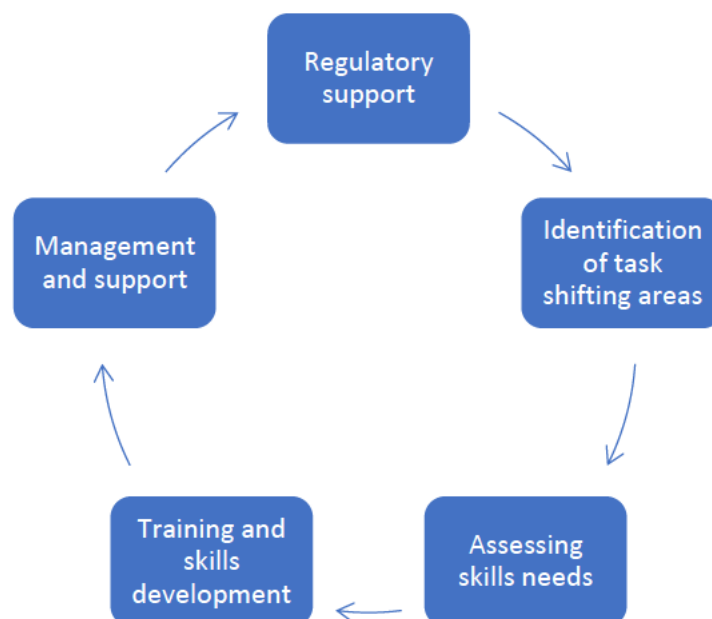 Regulatory
support
Identification
of task
shifting areas
Assessing
skills needs
Training and
skills
development
Management
and support